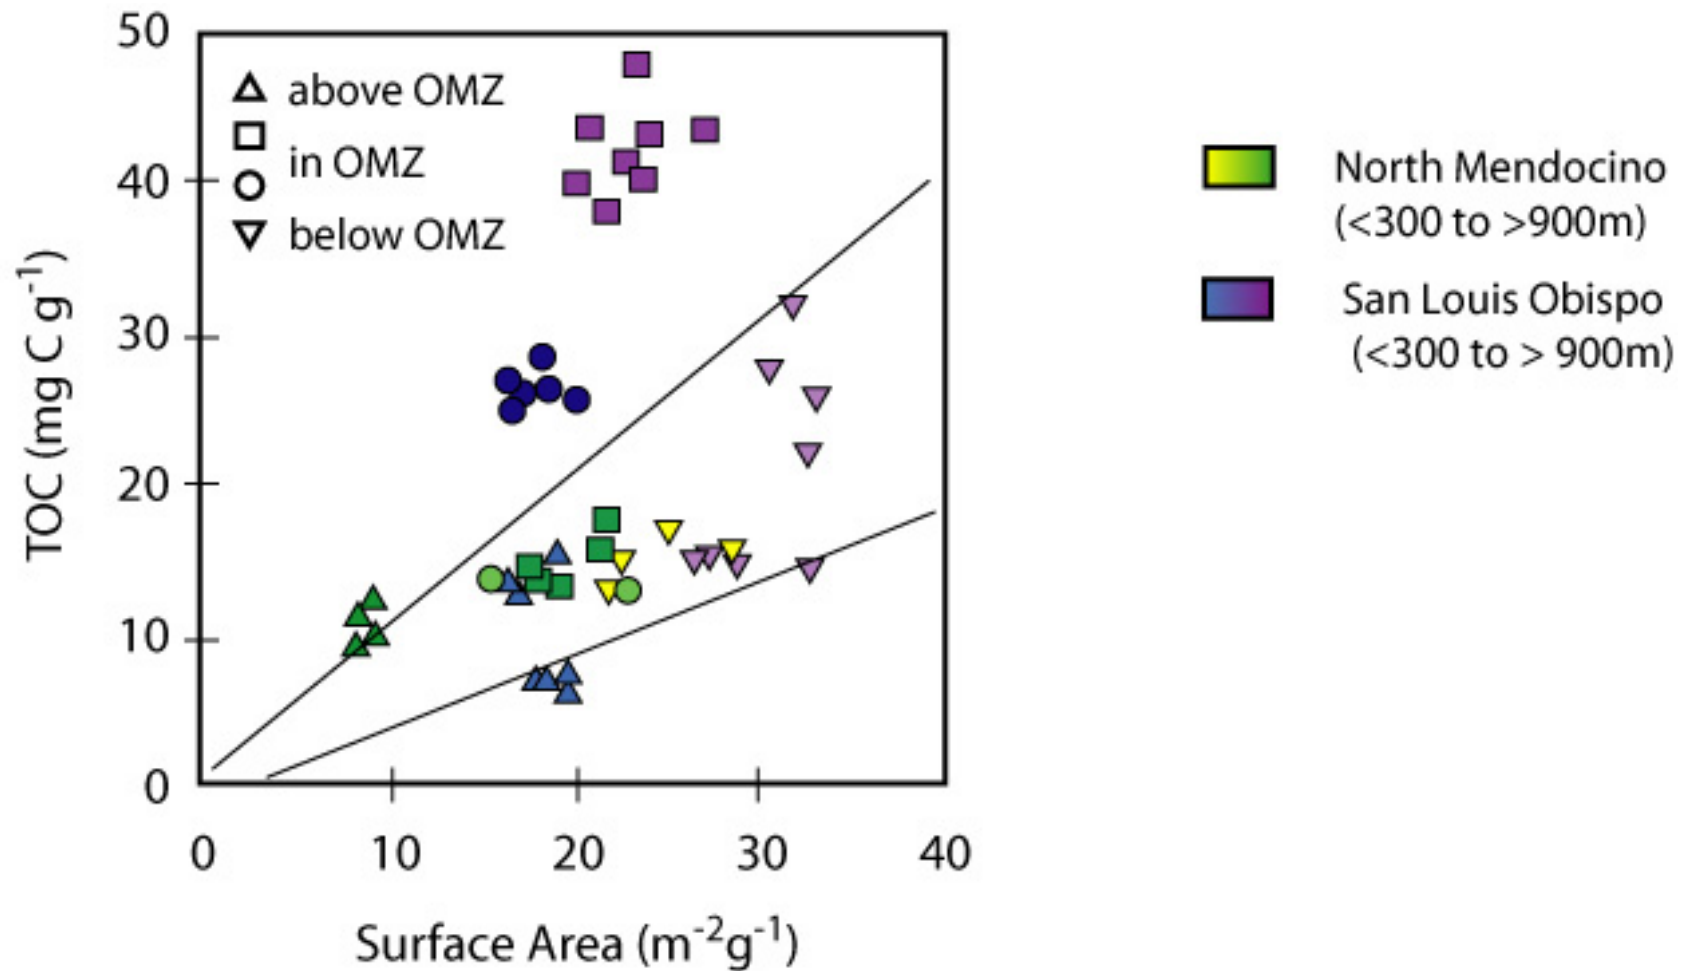 50
40
30
20
10
0
TOC (mg C g⁻¹)
above OMZ
in OMZ
below OMZ
0 10 20 30 40
Surface Area (m⁻²g⁻¹)
North Mendocino
(<300 to >900m)
San Louis Obispo
(<300 to > 900m)